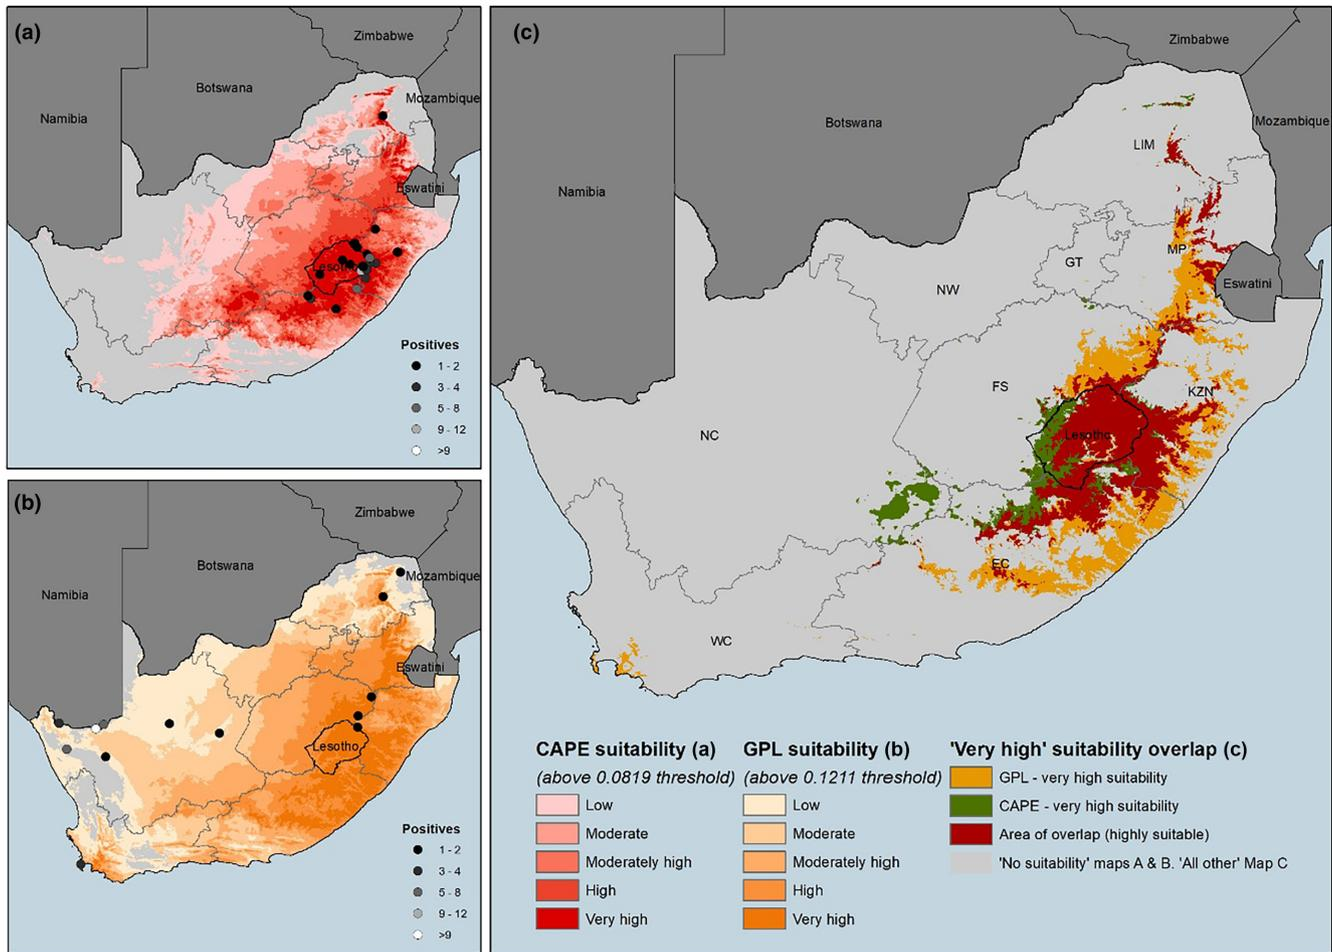 (a)
Zimbabwe
Botswana
Mozambique
Namibia
Eswatini
Lesotho
Positives
1 - 2
3 - 4
5 - 8
9 - 12
>9
(b)
Zimbabwe
Botswana
Mozambique
Namibia
Eswatini
Lesotho
Positives
1 - 2
3 - 4
5 - 8
9 - 12
>9
(c)
Zimbabwe
Botswana
Mozambique
LIM
Namibia
MP
GT
Eswatini
NW
FS
KZN
NC
Lesotho
EC
WC
CAPE suitability (a)
(above 0.0819 threshold)
Low
Moderate
Moderately high
High
Very high
GPL suitability (b)
(above 0.1211 threshold)
Low
Moderate
Moderately high
High
Very high
'Very high' suitability overlap (c)
GPL - very high suitability
CAPE - very high suitability
Area of overlap (highly suitable)
'No suitability' maps A & B. 'All other' Map C